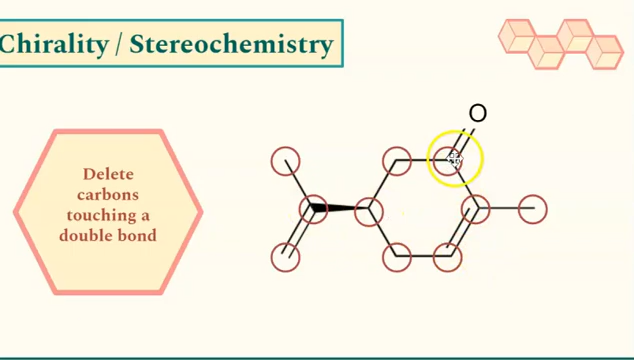 Chirality / Stereochemistry
O
Delete
carbons
touching a
double bond